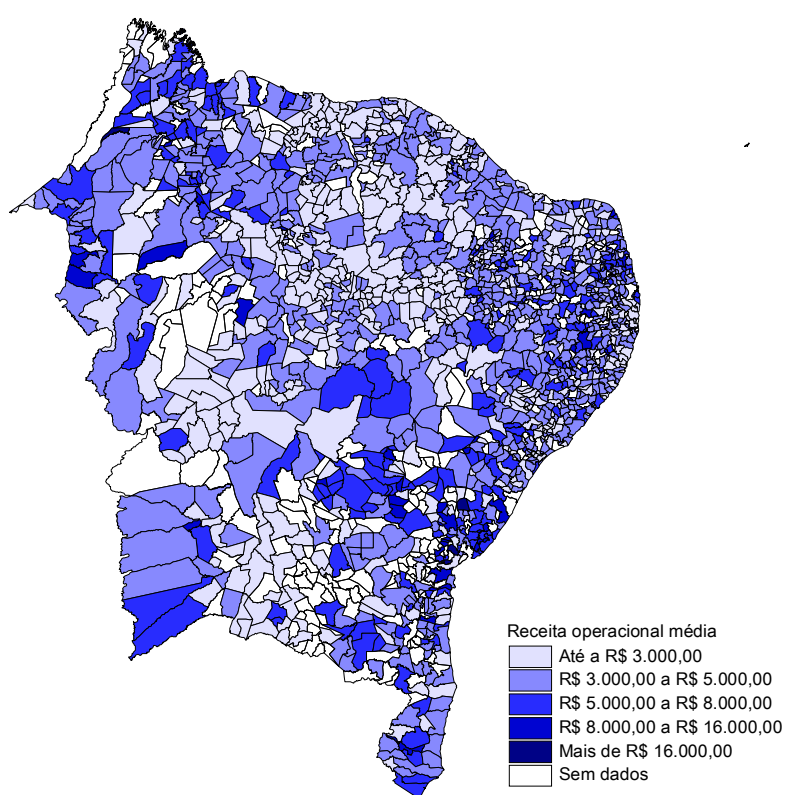 Receita operacional média
Até a R$ 3.000,00
R$ 3.000,00 a R$ 5.000,00
R$ 5.000,00 a R$ 8.000,00
R$ 8.000,00 a R$ 16.000,00
Mais de R$ 16.000,00
Sem dados